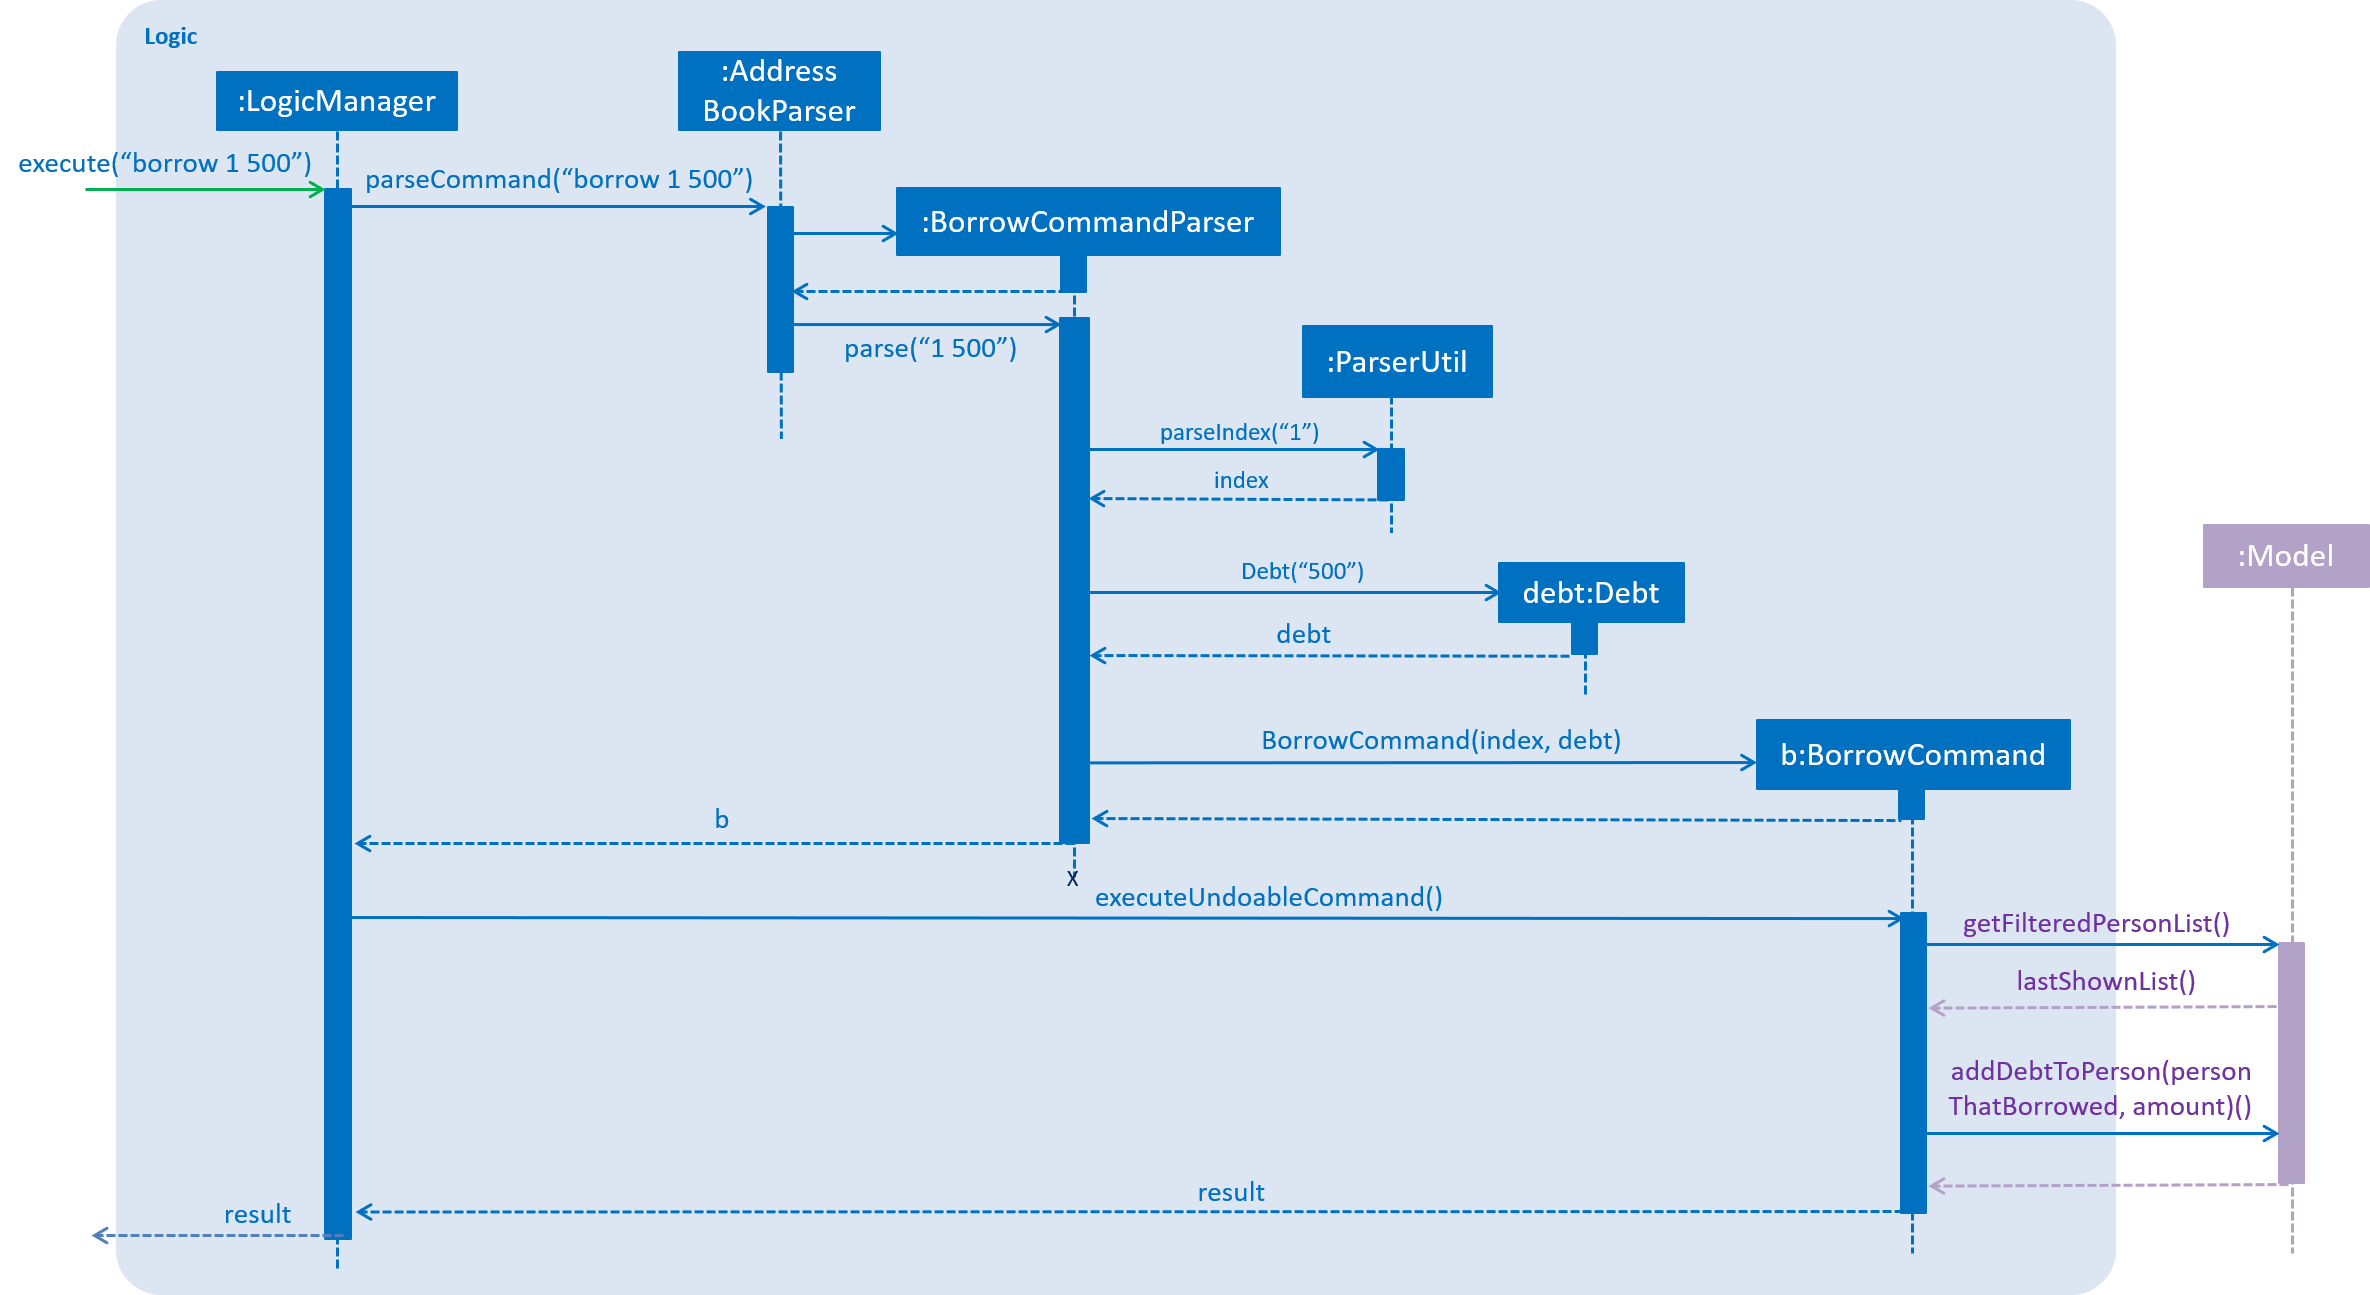 Logic
:LogicManager
:Address
BookParser
execute(“borrow 1 500”)
parseCommand(“borrow 1 500”)
:BorrowCommandParser
parse(“1 500”)
:ParserUtil
parseIndex(“1”)
index
:Model
Debt(“500”)
debt:Debt
debt
BorrowCommand(index, debt)
b:BorrowCommand
b
X
executeUndoableCommand()
getFilteredPersonList()
lastShownList()
addDebtToPerson(person
ThatBorrowed, amount)()
result
result